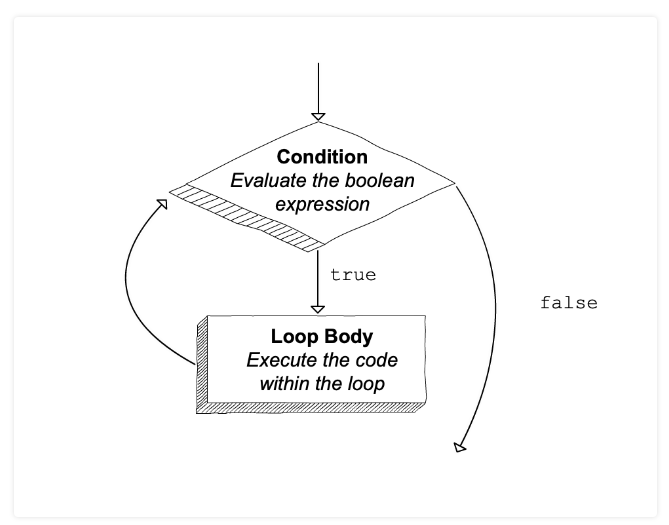 Condition
Evaluate the boolean
expression
true
false
Loop Body
Execute the code
within the loop